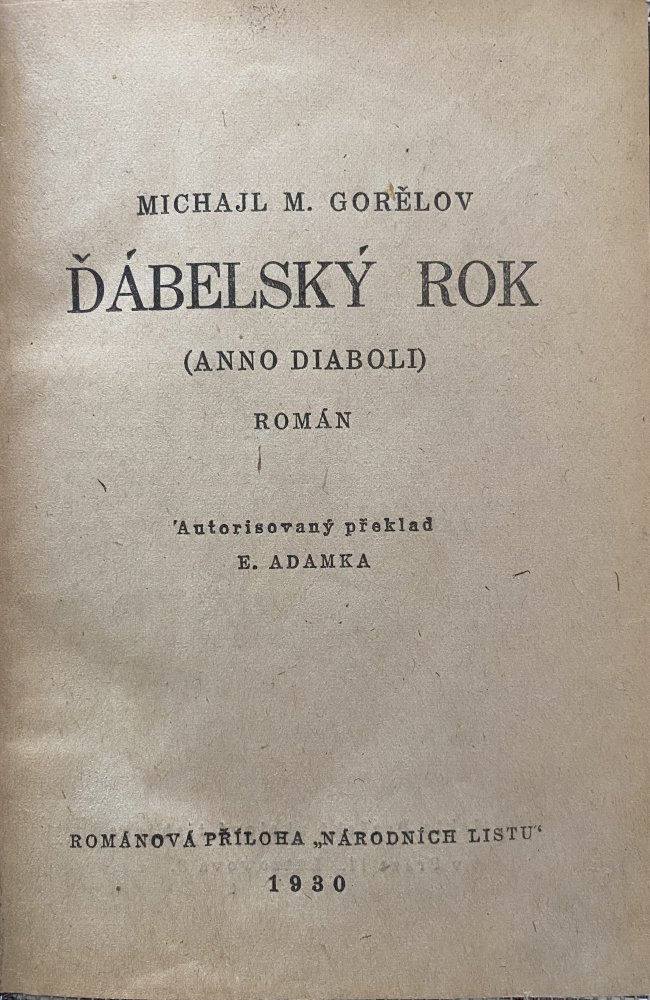 MICHAJL M. GORĚLOV
ĎÁBELSKÝ ROK
(ANNO DIABOLI)
ROMÁN
Autorisovaný překlad
E. ADAMKA
ROMÁNOVÁ PŘÍLOHA „NÁRODNÍCH LISTU“
1930